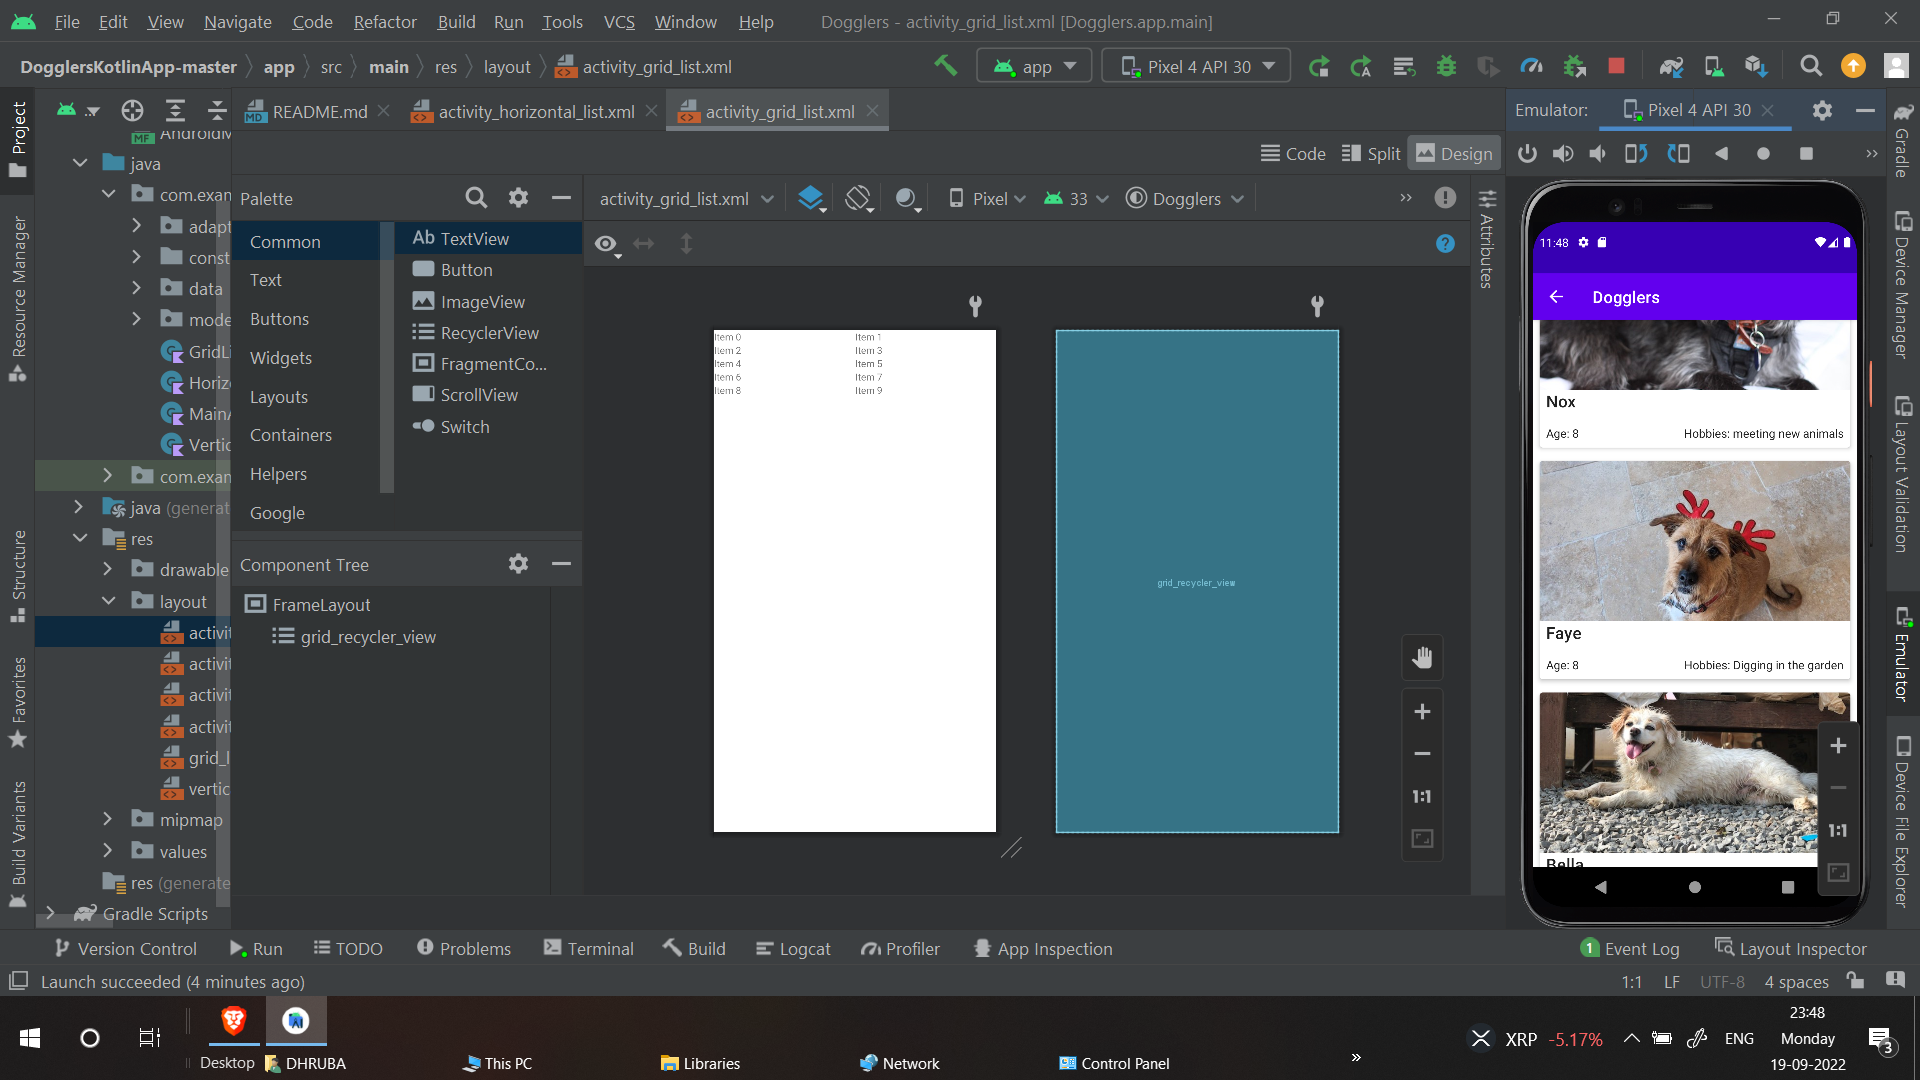 File Edit View Navigate Code Refactor Build Run Tools VCS Window Help Dogglers - activity_grid_list.xml [Dogglers.app.main]
DogglersKotlinApp-master app src main res layout activity_grid_list.xml app Pixel 4 API 30
README.md activity_horizontal_list.xml activity_grid_list.xml
Emulator: Pixel 4 API 30
Code Split Design
Project
Resource Manager
Structure
Favorites
Build Variants
java
com.exan
adapt
const
data
mode
GridLi
Horiz
MainA
Vertic
com.exan
java (generat
res
drawable
layout
activit
activit
activit
activit
grid_l
vertic
mipmap
values
res (generate
Gradle Scripts
Palette
Common
Text
Buttons
Widgets
Layouts
Containers
Helpers
Google
Ab TextView
Button
ImageView
RecyclerView
FragmentCo...
ScrollView
Switch
Component Tree
FrameLayout
grid_recycler_view
activity_grid_list.xml Pixel 33 Dogglers
Item 0 Item 1
Item 2 Item 3
Item 4 Item 5
Item 6 Item 7
Item 8 Item 9
grid_recycler_view
1:1
Attributes
11:48
Dogglers
Nox
Age: 8 Hobbies: meeting new animals
Faye
Age: 8 Hobbies: Digging in the garden
Bella
1:1
Gradle
Device Manager
Layout Validation
Emulator
Device File Explorer
Version Control Run TODO Problems Terminal Build Logcat Profiler App Inspection 1 Event Log Layout Inspector
Launch succeeded (4 minutes ago) 1:1 LF UTF-8 4 spaces
Desktop DHRUBA This PC Libraries Network Control Panel
XRP -5.17% ENG
23:48
Monday
19-09-2022
3